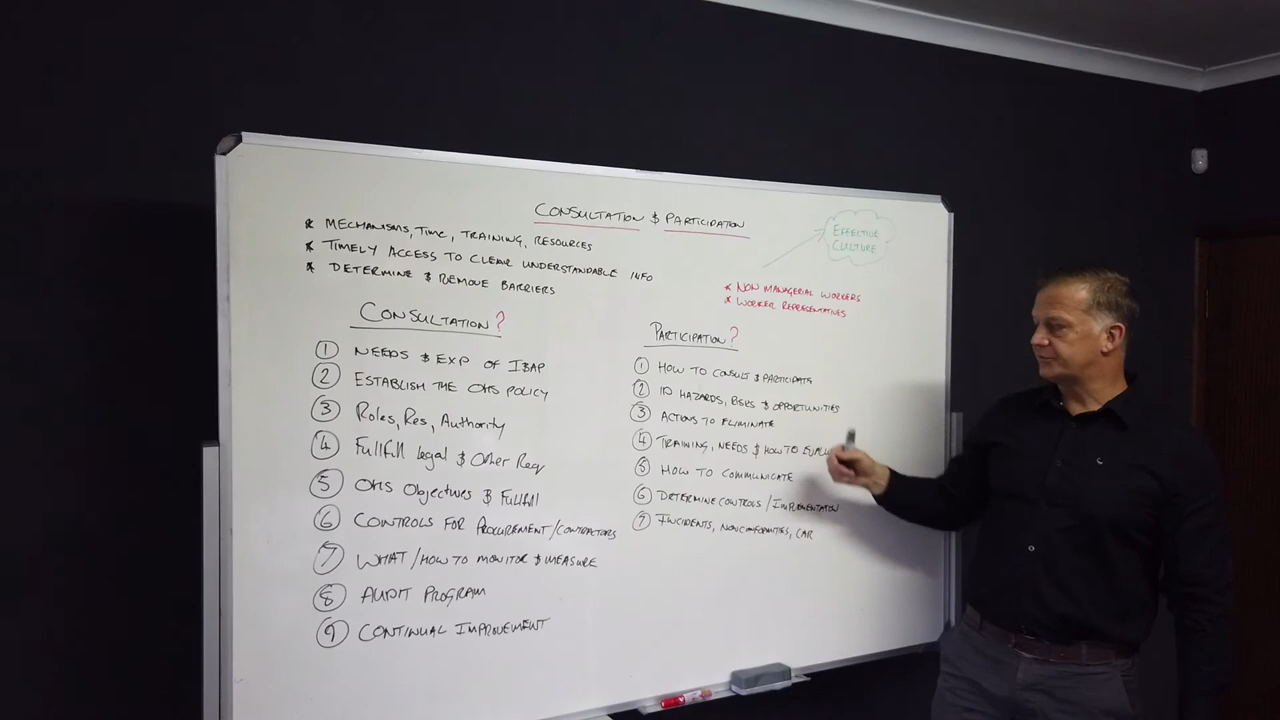 CONSULTATION & PARTICIPATION
* MECHANISMS, TIME, TRAINING, RESOURCES
* TIMELY ACCESS TO CLEAR UNDERSTANDABLE INFO
* DETERMINE & REMOVE BARRIERS
EFFECTIVE
CULTURE
* NON MANAGERIAL WORKERS
* WORKER REPRESENTATIVES
CONSULTATION?
1 NEEDS & EXP OF I&AP
2 ESTABLISH THE OHS POLICY
3 Roles, Res, Authority
4 Fullfill legal & Other Req
5 OHS Objectives & Fullfill
6 CONTROLS FOR PROCUREMENT/CONTRACTORS
7 WHAT/HOW TO MONITOR & MEASURE
8 AUDIT PROGRAM
9 CONTINUAL IMPROVEMENT
PARTICIPATION?
1 HOW TO CONSULT & PARTICIPATE
2 ID HAZARDS, RISKS & OPPORTUNITIES
3 ACTIONS TO ELIMINATE
4 TRAINING, NEEDS & HOW TO
5 HOW TO COMMUNICATE
6 DETERMINE CONTROLS/IMPLEMENTATION
7 INCIDENTS, NONCONFORMITIES, CAR